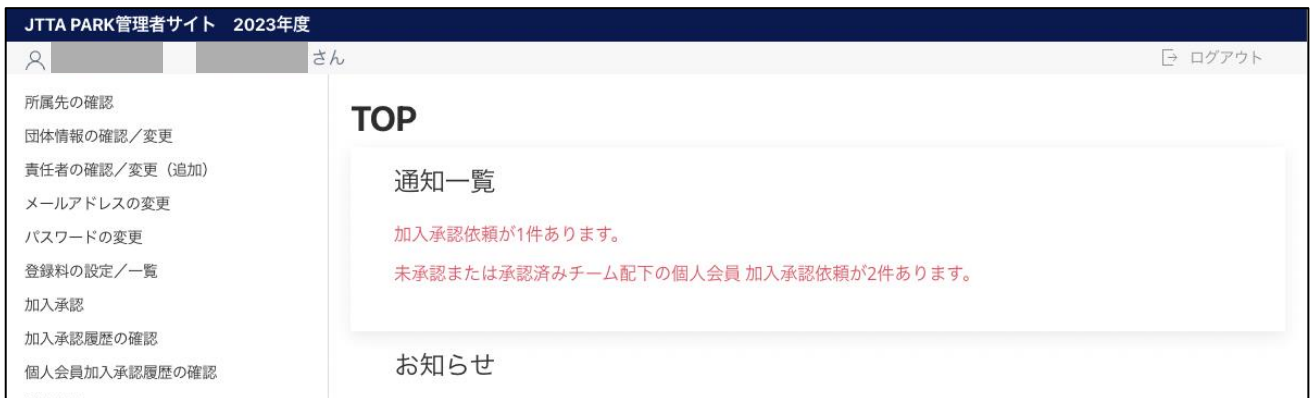 JTTA PARK管理者サイト　2023年度
さん
ログアウト
所属先の確認
団体情報の確認／変更
責任者の確認／変更（追加）
メールアドレスの変更
パスワードの変更
登録料の設定／一覧
加入承認
加入承認履歴の確認
個人会員加入承認履歴の確認
TOP
通知一覧
加入承認依頼が1件あります。
未承認または承認済みチーム配下の個人会員 加入承認依頼が2件あります。
お知らせ